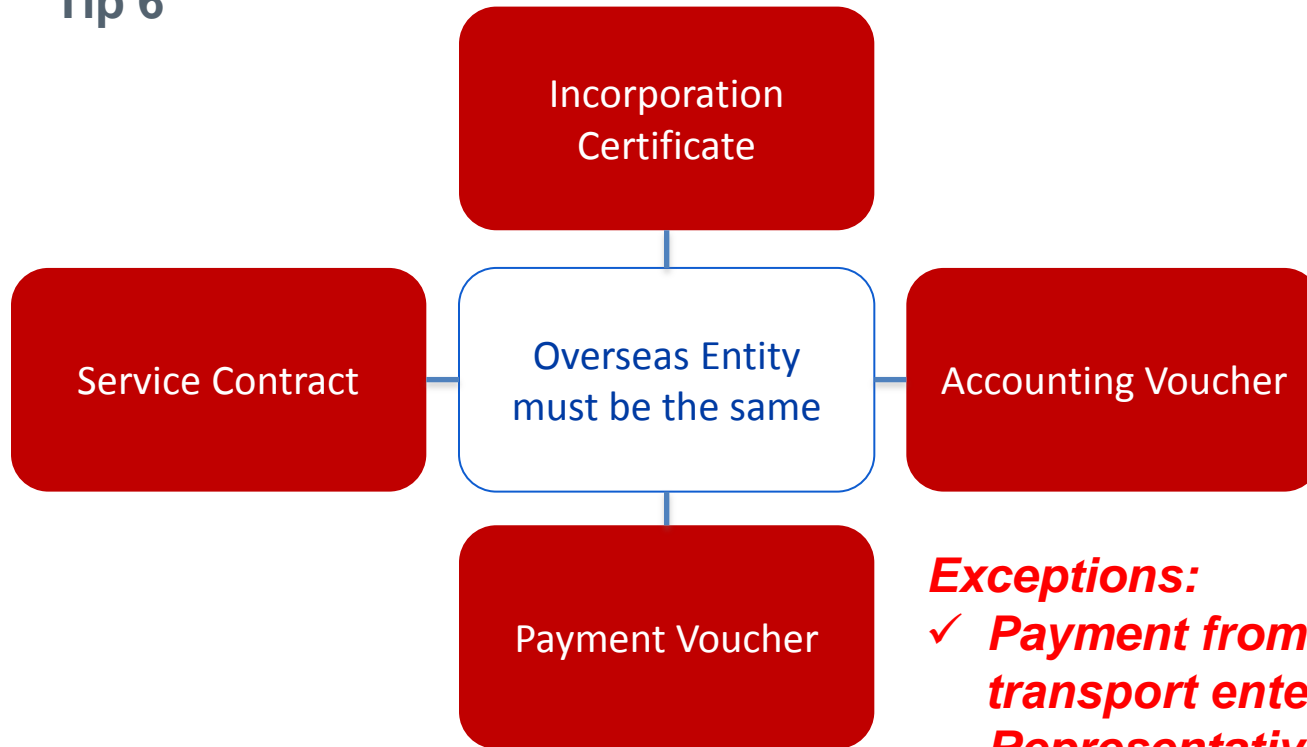 Tip 6
Incorporation
Certificate
Service Contract
Overseas Entity
must be the same
Accounting Voucher
Payment Voucher
Exceptions:
✓ Payment from
transport ente
Representativ